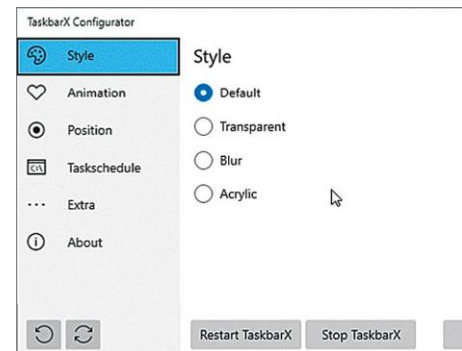 TaskbarX Configurator
Style
Animation
Position
Taskschedule
Extra
About
Style
Default
Transparent
Blur
Acrylic
Restart TaskbarX
Stop TaskbarX